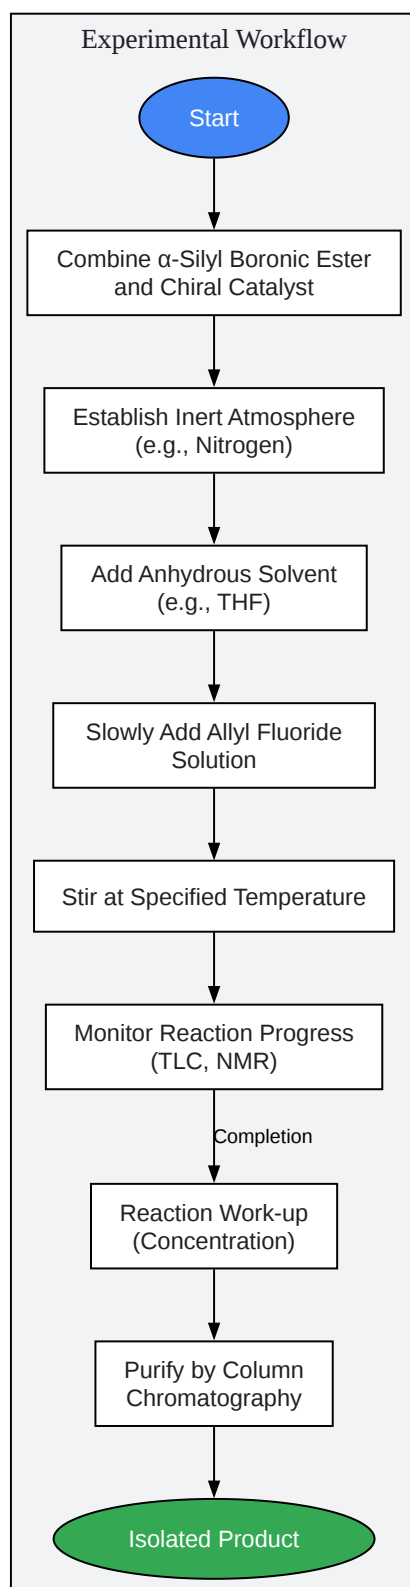 Experimental Workflow
Start
Combine α-Silyl Boronic Ester
and Chiral Catalyst
Establish Inert Atmosphere
(e.g., Nitrogen)
Add Anhydrous Solvent
(e.g., THF)
Slowly Add Allyl Fluoride
Solution
Stir at Specified Temperature
Monitor Reaction Progress
(TLC, NMR)
Completion
Reaction Work-up
(Concentration)
Purify by Column
Chromatography
Isolated Product